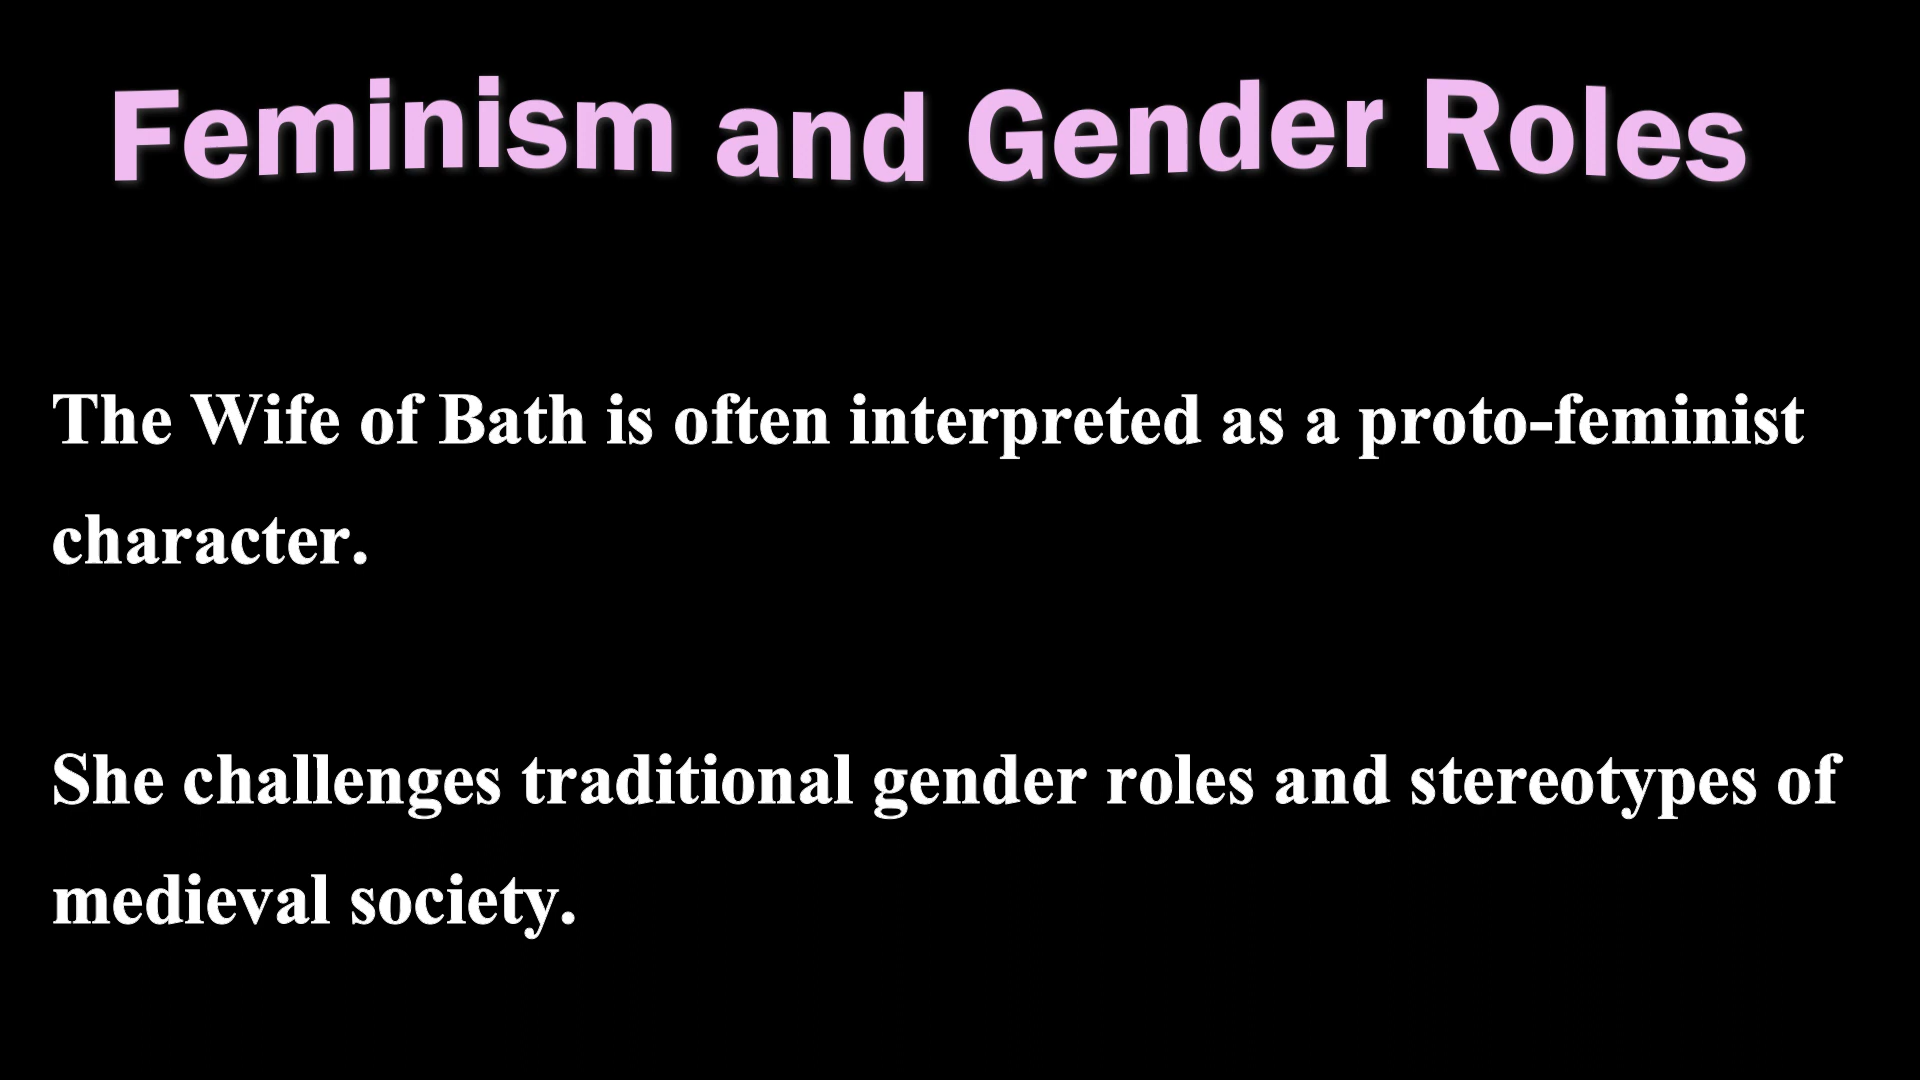 Feminism and Gender Roles
The Wife of Bath is often interpreted as a proto-feminist
character.
She challenges traditional gender roles and stereotypes of
medieval society.